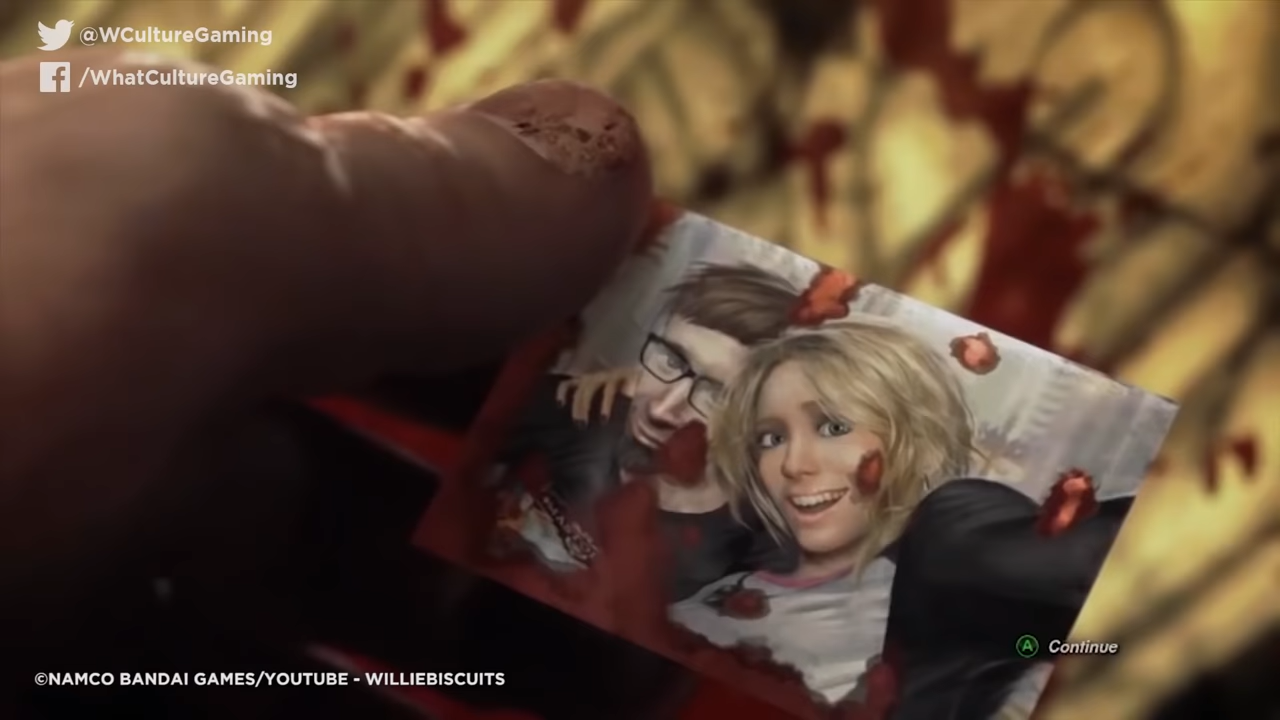 @WCultureGaming
/WhatCultureGaming
A Continue
©NAMCO BANDAI GAMES/YOUTUBE - WILLIEBISCUITS